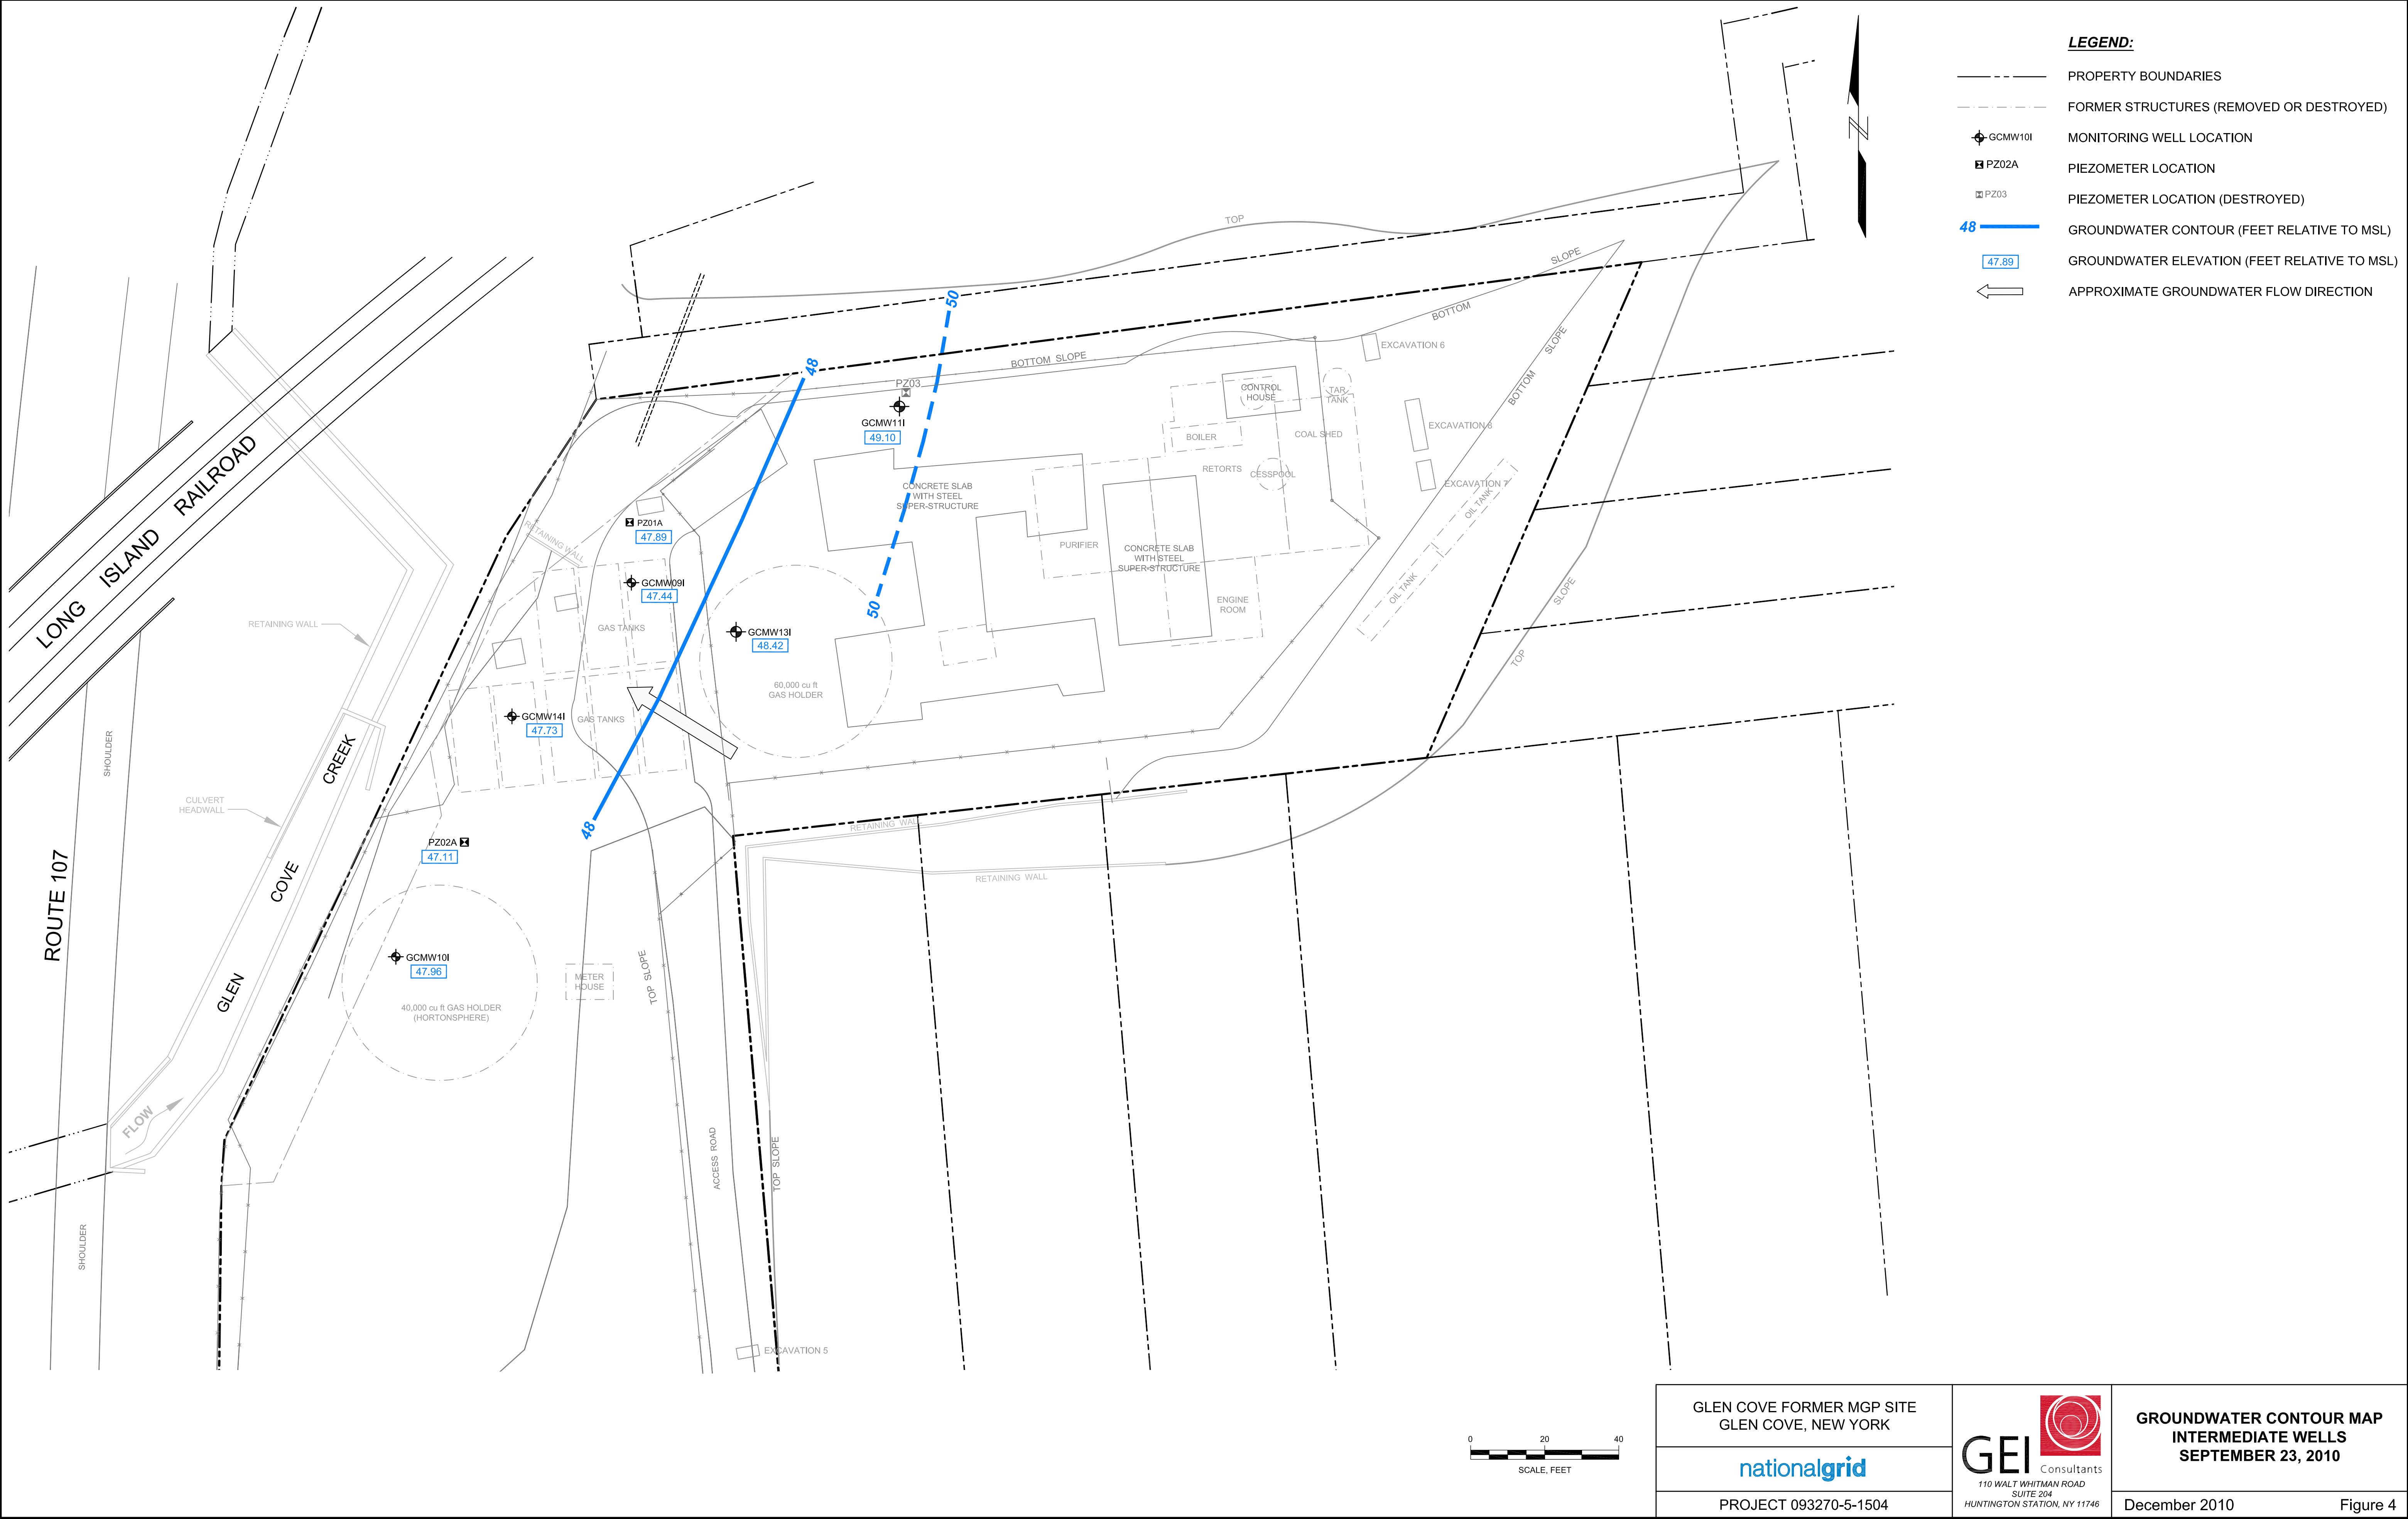 LEGEND:
PROPERTY BOUNDARIES
FORMER STRUCTURES (REMOVED OR DESTROYED)
GCMW10I
MONITORING WELL LOCATION
PZ02A
PIEZOMETER LOCATION
PZ03
PIEZOMETER LOCATION (DESTROYED)
48
GROUNDWATER CONTOUR (FEET RELATIVE TO MSL)
47.89
GROUNDWATER ELEVATION (FEET RELATIVE TO MSL)
APPROXIMATE GROUNDWATER FLOW DIRECTION
N
TOP
SLOPE
BOTTOM
50
EXCAVATION 6
SLOPE
BOTTOM SLOPE
48
PZ03
GCMW11I
49.10
CONTROL
HOUSE
TAR
TANK
BOTTOM
EXCAVATION 8
BOILER
COAL SHED
RETORTS
CESSPOOL
EXCAVATION 7
OIL TANK
CONCRETE SLAB
WITH STEEL
SUPER-STRUCTURE
LONG ISLAND RAILROAD
RETAINING WALL
PZ01A
47.89
PURIFIER
CONCRETE SLAB
WITH STEEL
SUPER-STRUCTURE
GCMW09I
47.44
OIL TANK
SLOPE
50
ENGINE
ROOM
RETAINING WALL
GAS TANKS
GCMW13I
48.42
TOP
60,000 cu ft
GAS HOLDER
GCMW14I
47.73
GAS TANKS
SHOULDER
CREEK
CULVERT
HEADWALL
48
RETAINING WALL
PZ02A
47.11
COVE
RETAINING WALL
ROUTE 107
GCMW10I
47.96
METER
HOUSE
TOP SLOPE
GLEN
40,000 cu ft GAS HOLDER
(HORTONSPHERE)
FLOW
ACCESS ROAD
TOP SLOPE
SHOULDER
EXCAVATION 5
0 20 40
SCALE, FEET
GLEN COVE FORMER MGP SITE
GLEN COVE, NEW YORK
nationalgrid
PROJECT 093270-5-1504
GEI
Consultants
110 WALT WHITMAN ROAD
SUITE 204
HUNTINGTON STATION, NY 11746
GROUNDWATER CONTOUR MAP
INTERMEDIATE WELLS
SEPTEMBER 23, 2010
December 2010
Figure 4